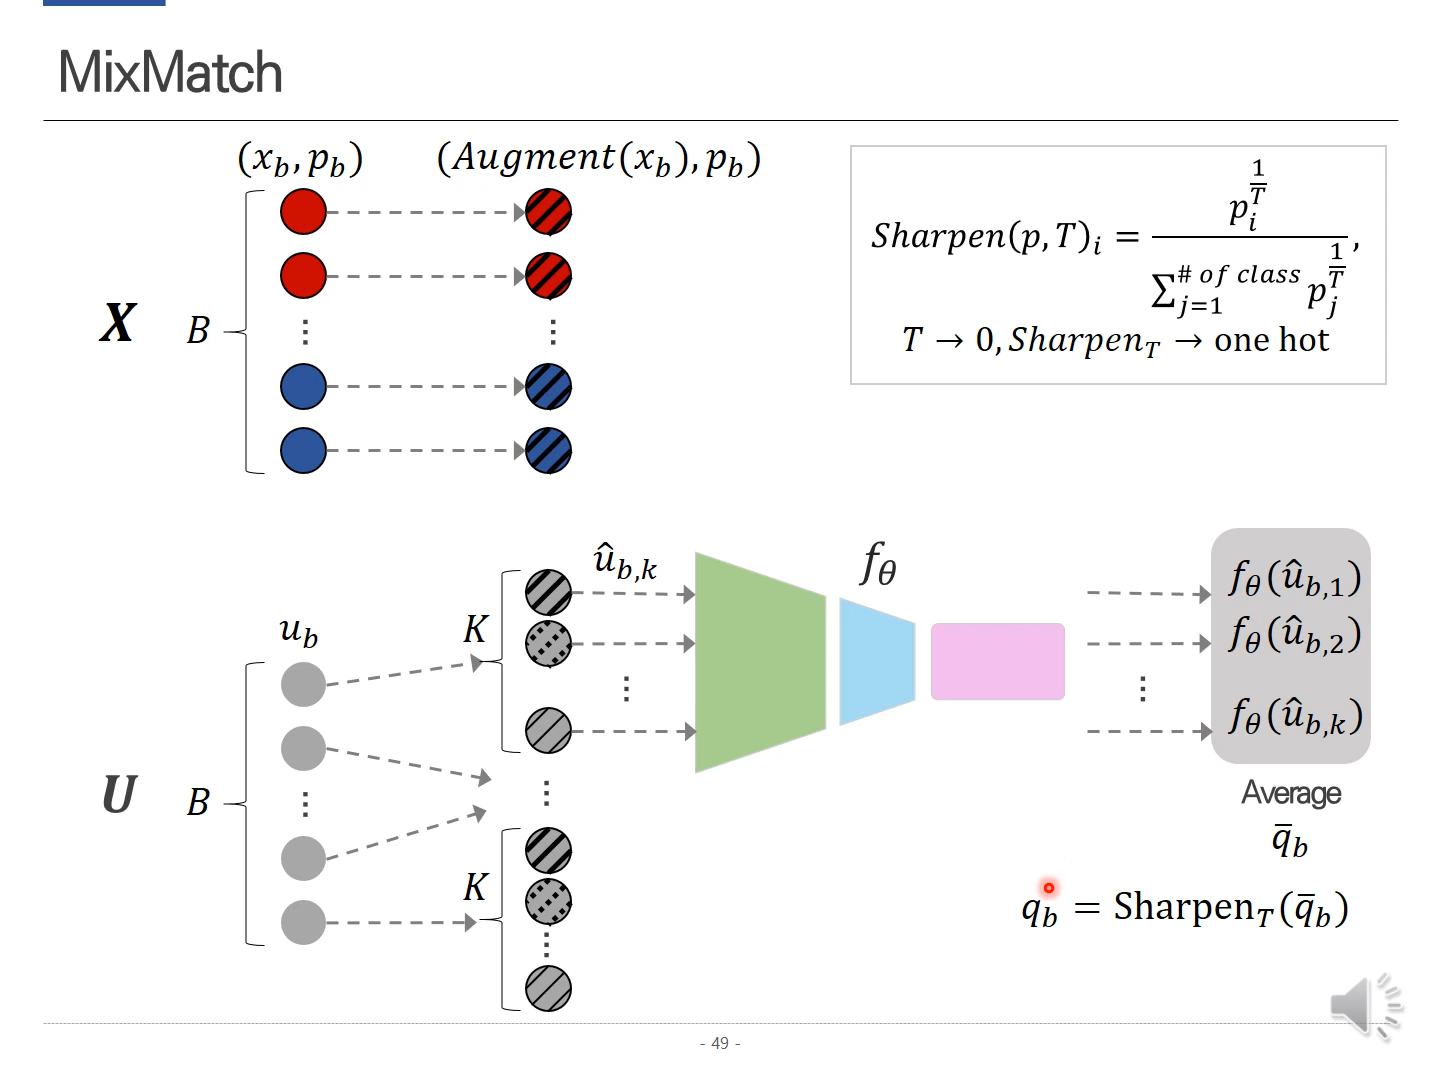 MixMatch
(x_b, p_b)
(Augment(x_b), p_b)
X
B
Sharpen(p, T)_i = p_i^{1/T} / ∑_{j=1}^{# of class} p_j^{1/T},
T → 0, Sharpen_T → one hot
U
B
u_b
K
K
û_{b,k}
f_θ
f_θ(û_{b,1})
f_θ(û_{b,2})
f_θ(û_{b,k})
Average
q̅_b
q_b = Sharpen_T(q̅_b)
- 49 -